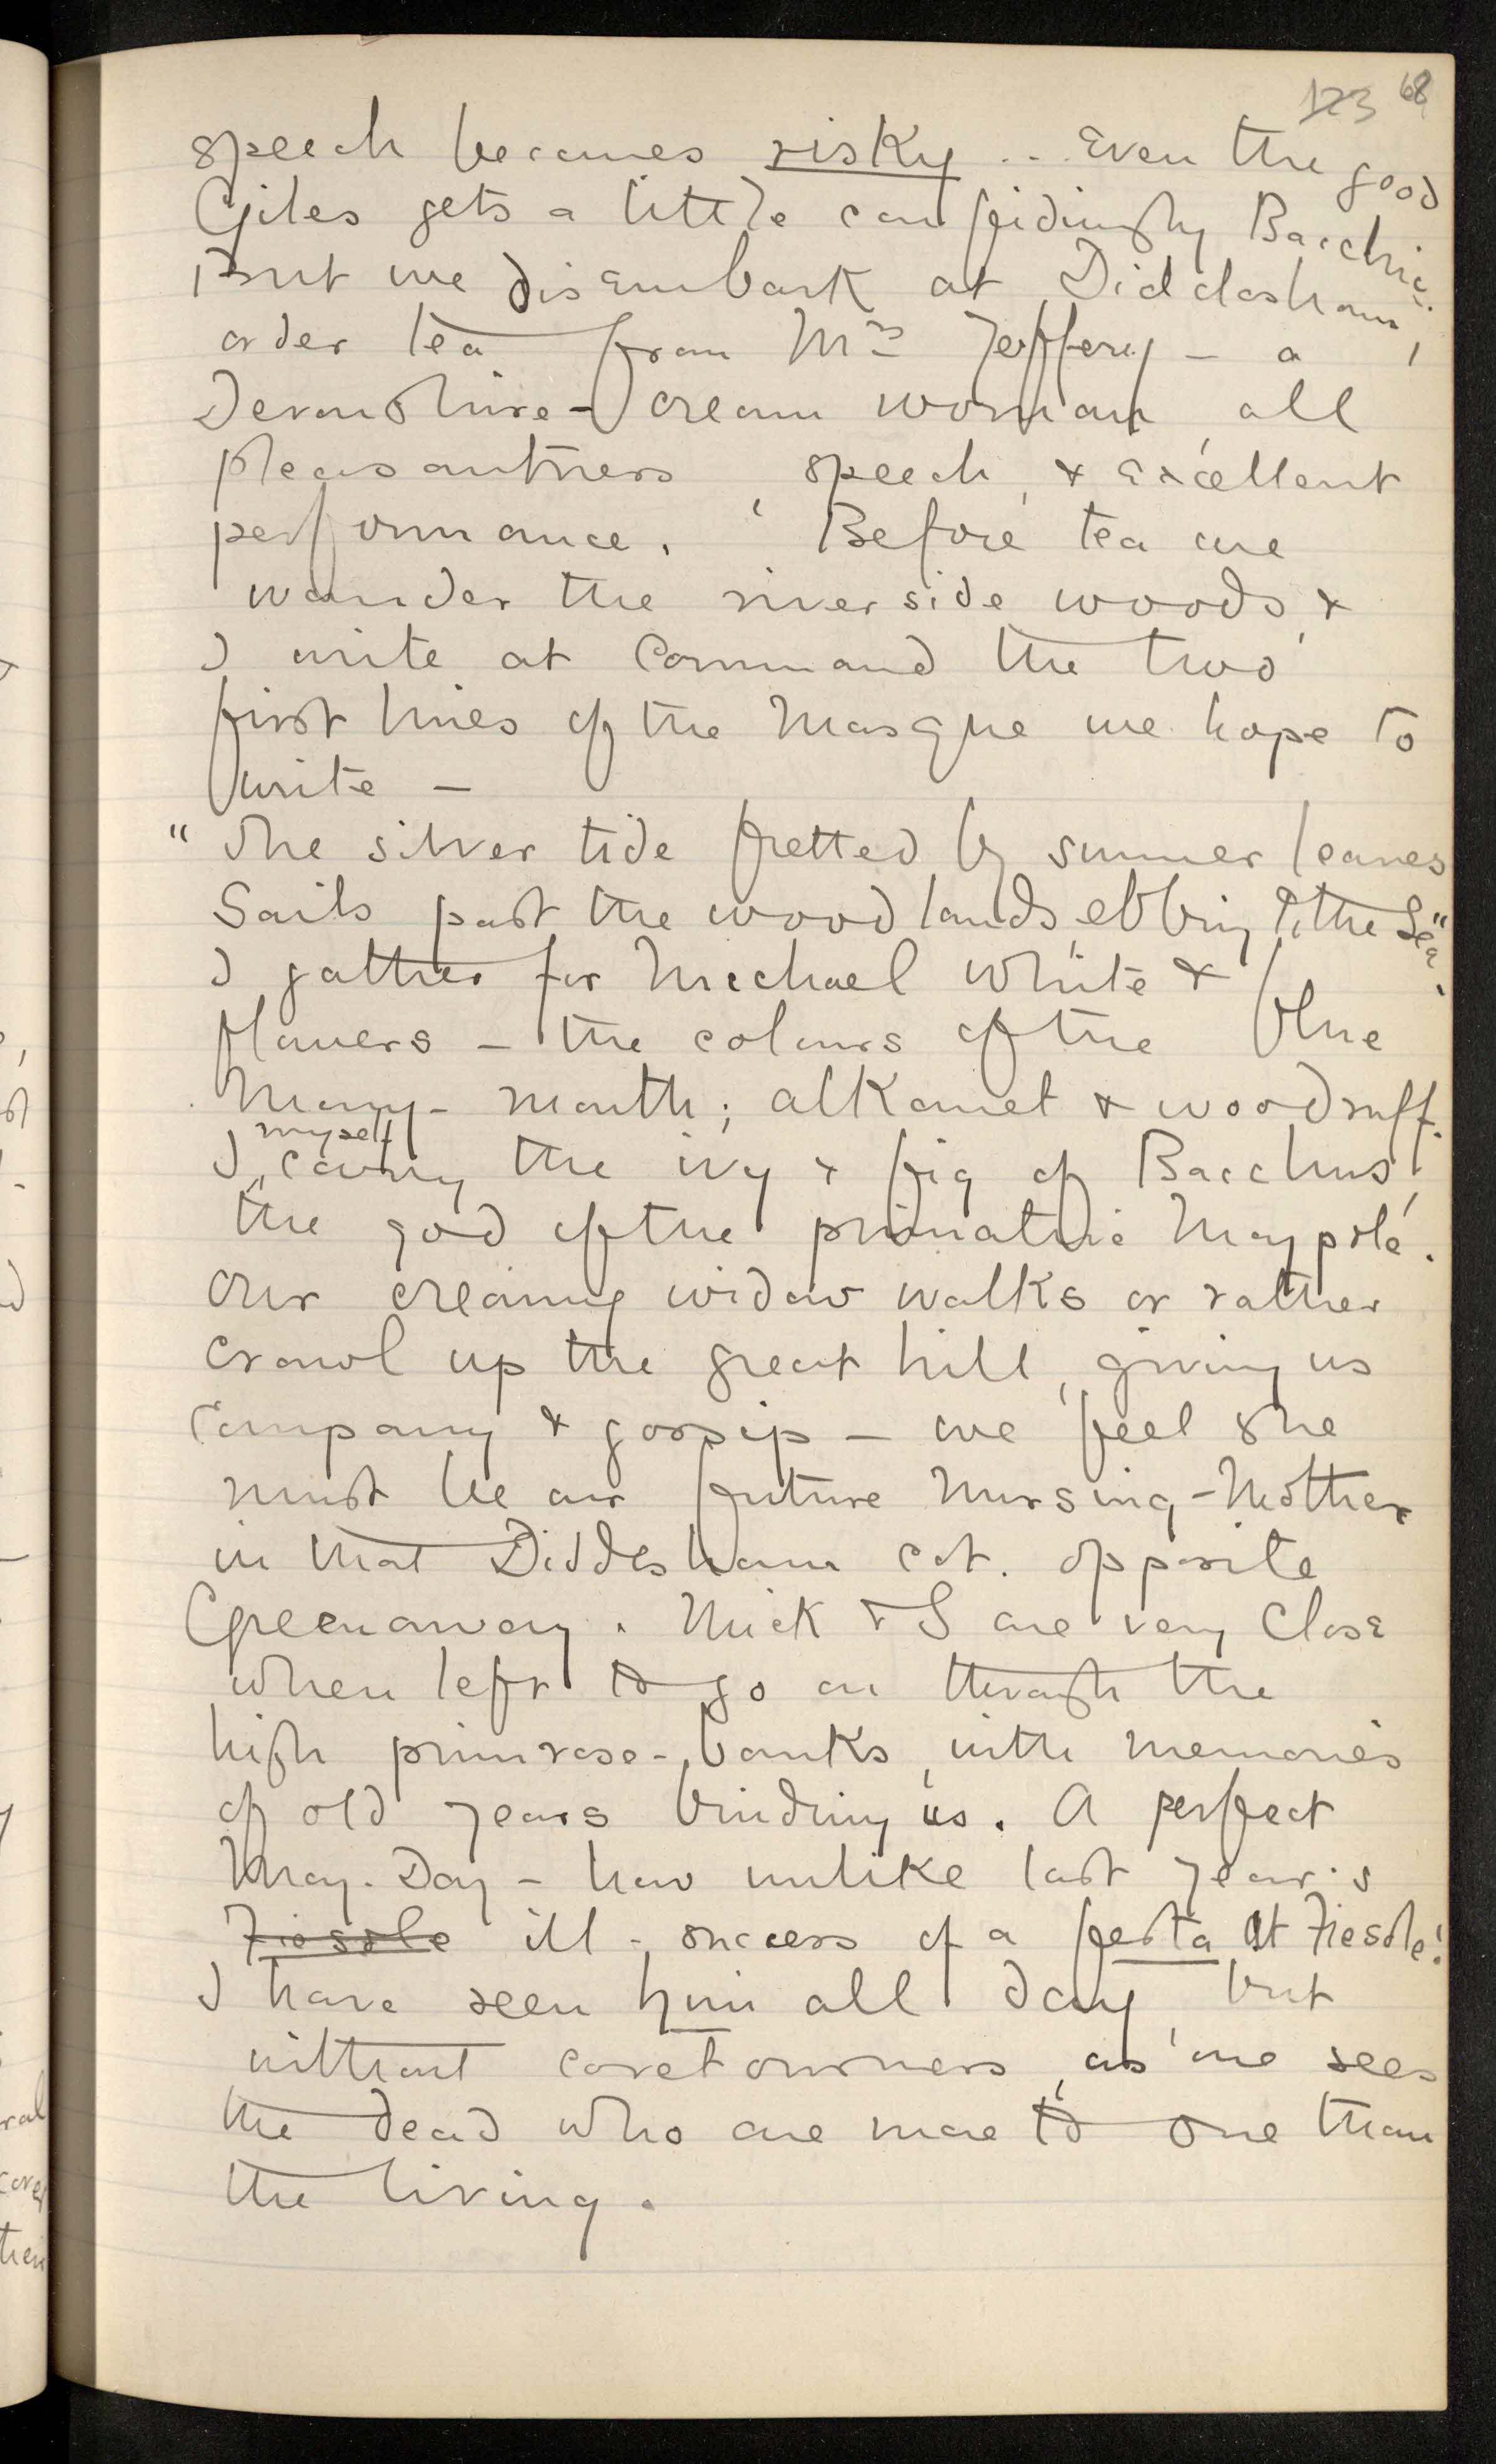 123 68
speech becomes risky ... Even the good
Giles gets a little confidingly Bacchic.
But we disembark at Diddasham,
order tea from Mrs Jeffery – a
Devonshire-cream woman, all
pleasantness, speech, & excellent
performance. Before tea we
wander the riverside woods, &
I write at command the two
first lines of the Masque we hope to
write –
"The silver tide fretted by summer leaves
Sails past the woodlands, ebbing to the Sea".
I gather for Michael white &
flowers – the colours of the blue
Mary-month; alkanet & woodruff.
I myself carry the ivy & fig of Bacchus,
the god of the Maypole.
Our creamy widow walks or rather
crawl up the great hill, giving us
company & gossip – we feel she
must be our future Nursing-Mother
in that Diddesham cot. opposite
Greenaway. Mick & I are very close
when left to go on through the
high primrose-banks, with memories
of old years binding us. A perfect
May-Day – how unlike last year's
Fiesole ill-success of a festa at Fiesole!
I have seen him all day, but
without covetousness, as one sees
the dead who are more to one than
the living.